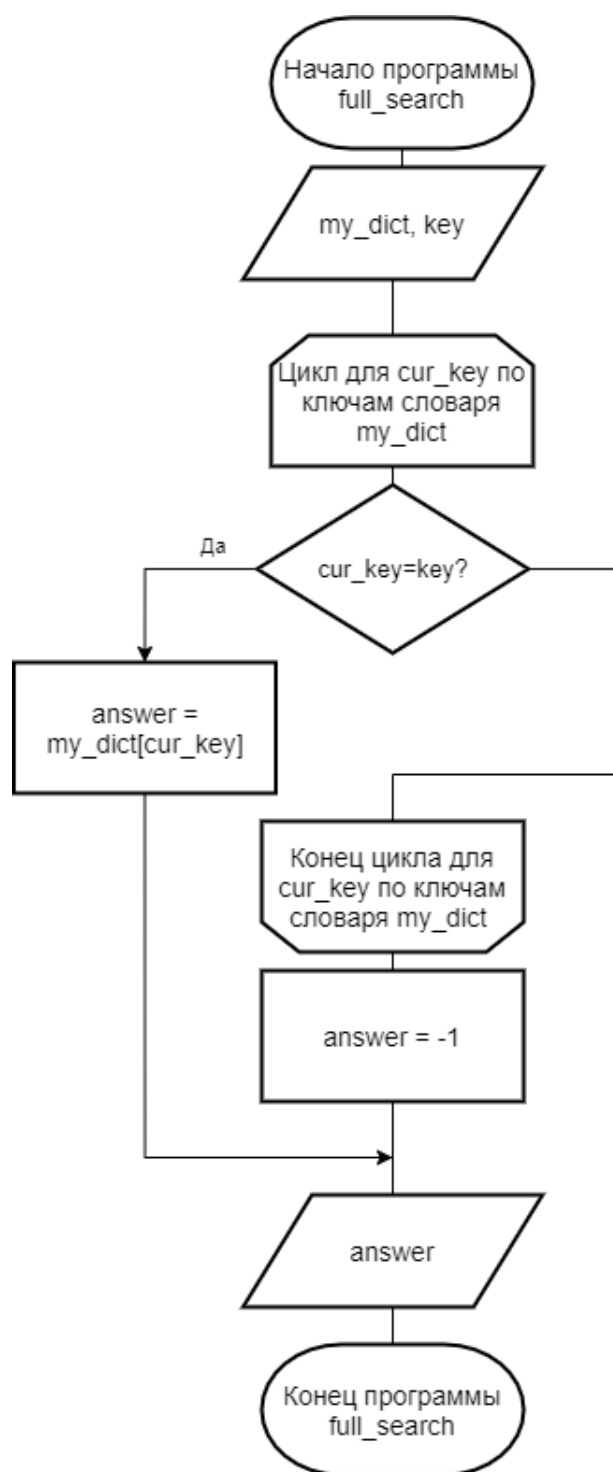 Начало программы
full_search
my_dict, key
Цикл для cur_key по
ключам словаря
my_dict
Да
cur_key=key?
answer =
my_dict[cur_key]
Конец цикла для
cur_key по ключам
словаря my_dict
answer = -1
answer
Конец программы
full_search